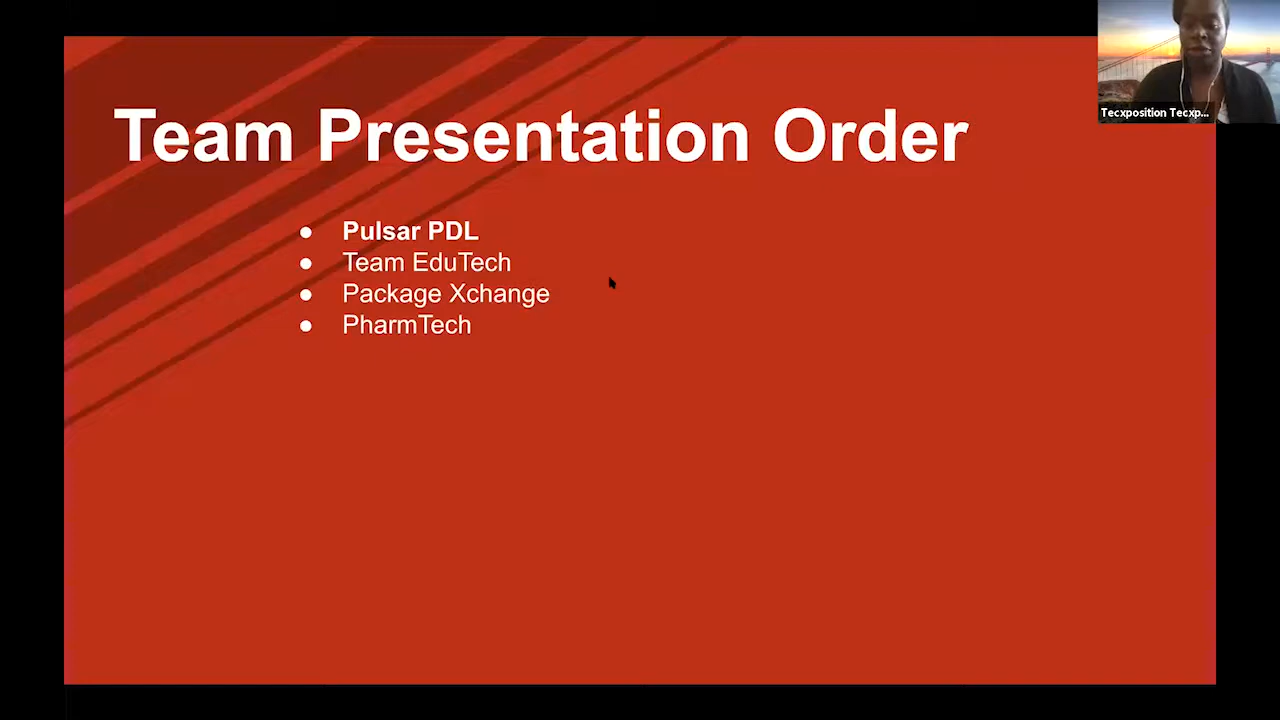 Team Presentation Order
● Pulsar PDL
● Team EduTech
● Package Xchange
● PharmTech
Tecxposition Tecxp...